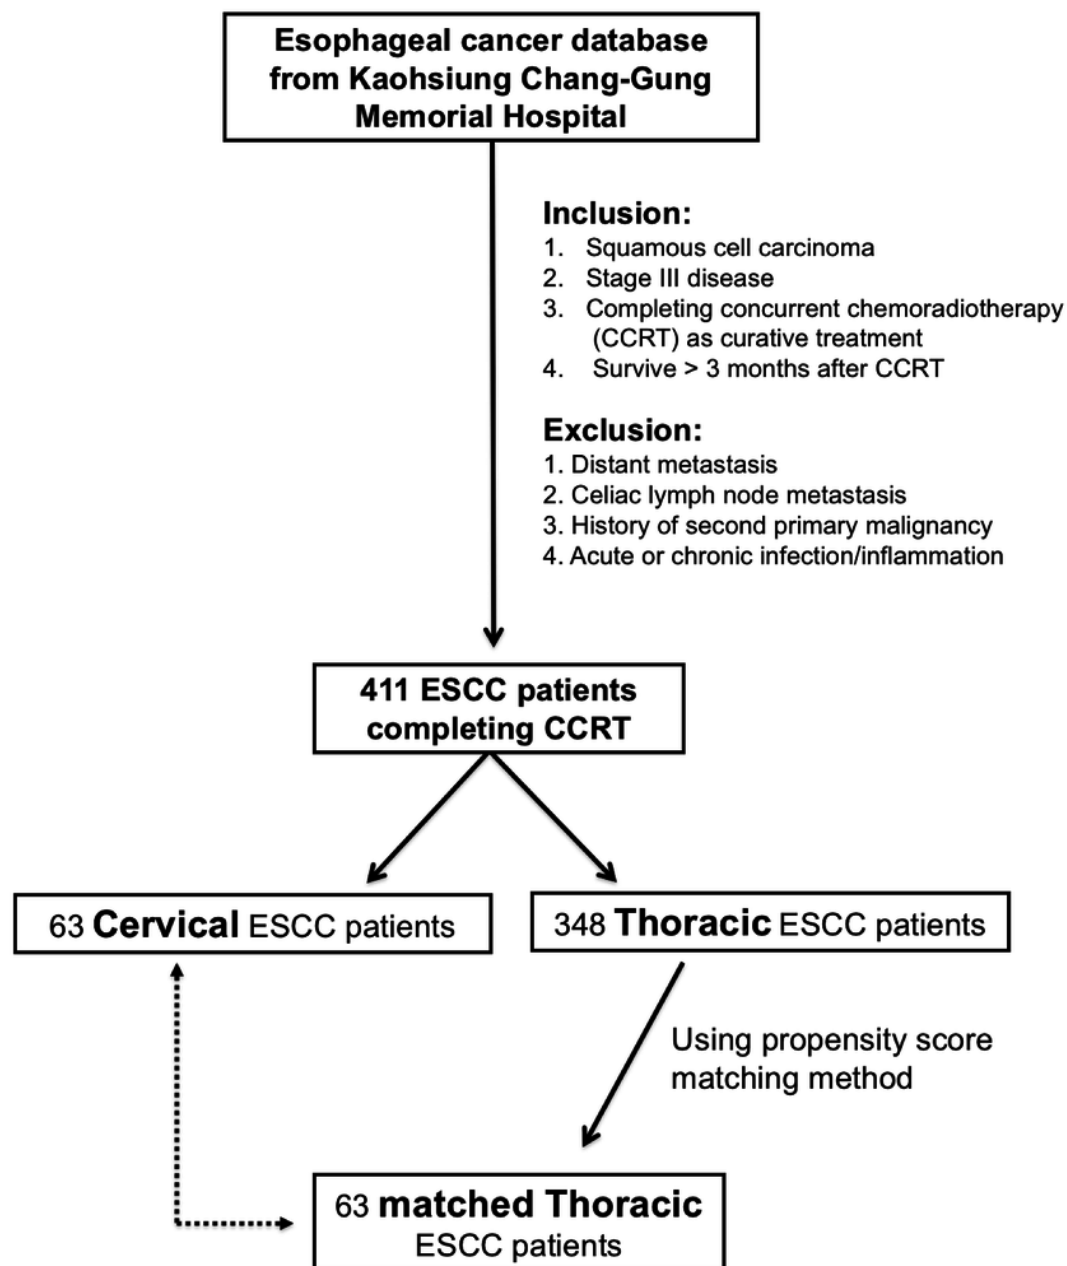 Esophageal cancer database
from Kaohsiung Chang-Gung
Memorial Hospital
Inclusion:
1. Squamous cell carcinoma
2. Stage III disease
3. Completing concurrent chemoradiotherapy
(CCRT) as curative treatment
4. Survive > 3 months after CCRT
Exclusion:
1. Distant metastasis
2. Celiac lymph node metastasis
3. History of second primary malignancy
4. Acute or chronic infection/inflammation
411 ESCC patients
completing CCRT
63 Cervical ESCC patients
348 Thoracic ESCC patients
Using propensity score
matching method
63 matched Thoracic
ESCC patients